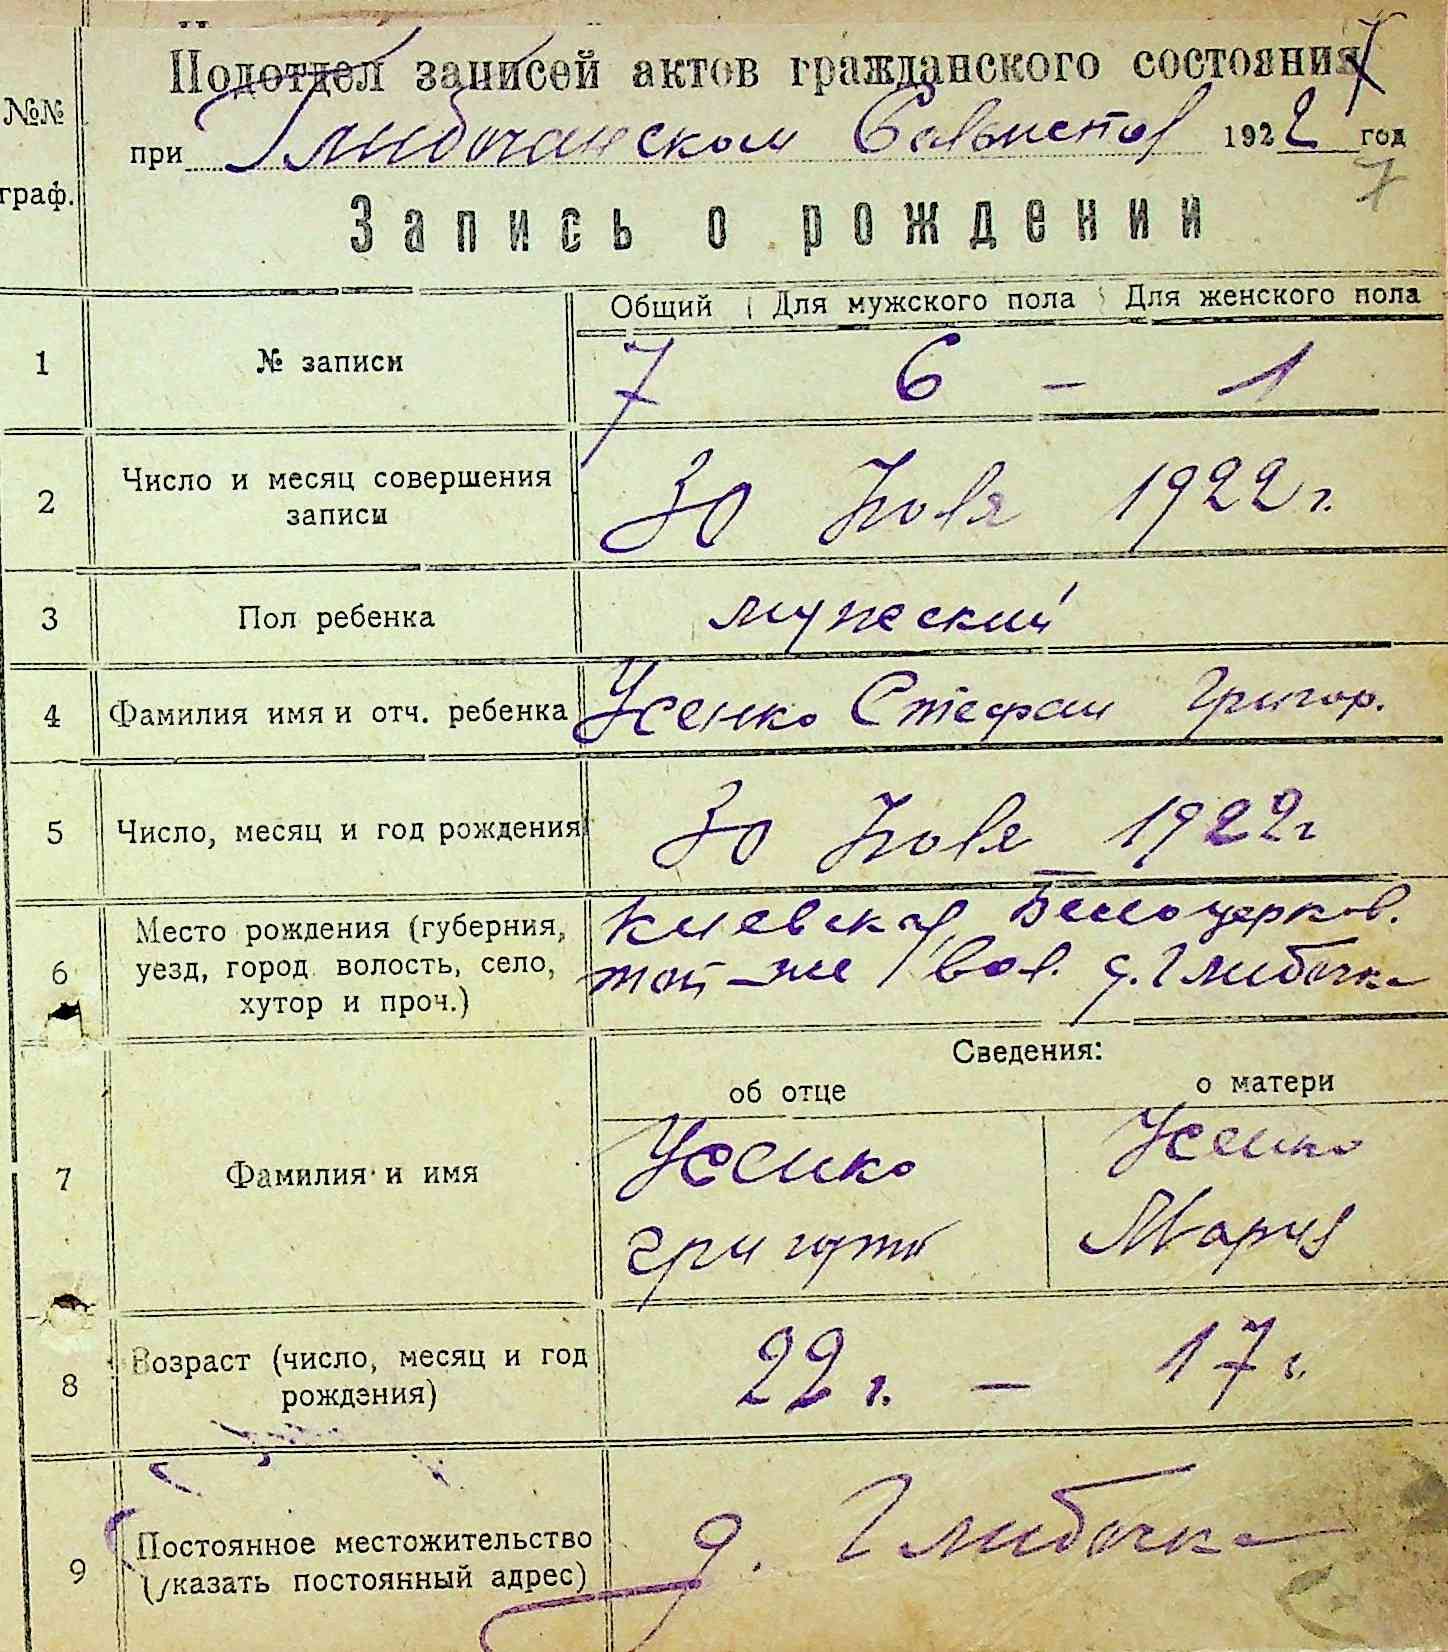 Подотдел записей актов гражданского состояния
№№ граф.
при Глибочанском 1922 год
7
Запись о рождении
Общий Для мужского пола Для женского пола
1 № записи 7 6 – 1
2 Число и месяц совершения записи 30 1922 г.
3 Пол ребенка мужеский
4 Фамилия имя и отч. ребенка Усенко Стефан Григор.
5 Число, месяц и год рождения 30 1922 г
6 Место рождения (губерния, Киевская Белоцерков.
уезд, город волость, село, той-же вол. д. Глибочка
хутор и проч.)
Сведения:
об отце о матери
7 Фамилия и имя Усенко Усенко
Григорий Мария
8 Возраст (число, месяц и год рождения) 22 г. – 17 г.
9 Постоянное местожительство (указать постоянный адрес) д. Глибочка